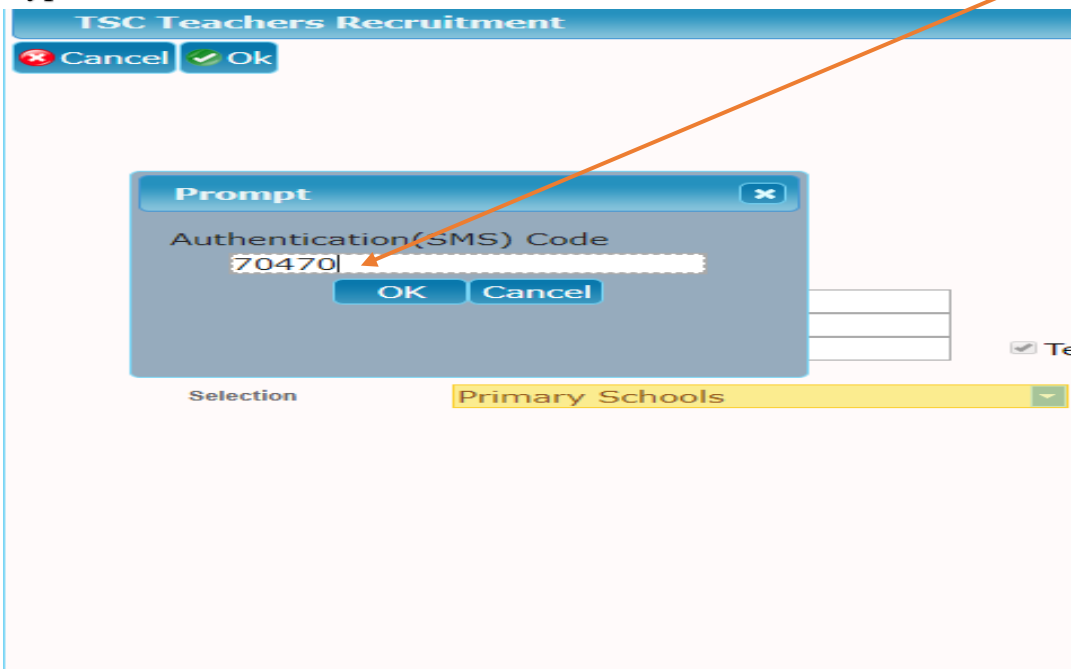 TSC Teachers Recruitment
Cancel Ok
Prompt
Authentication(SMS) Code
70470
OK Cancel
Selection Primary Schools